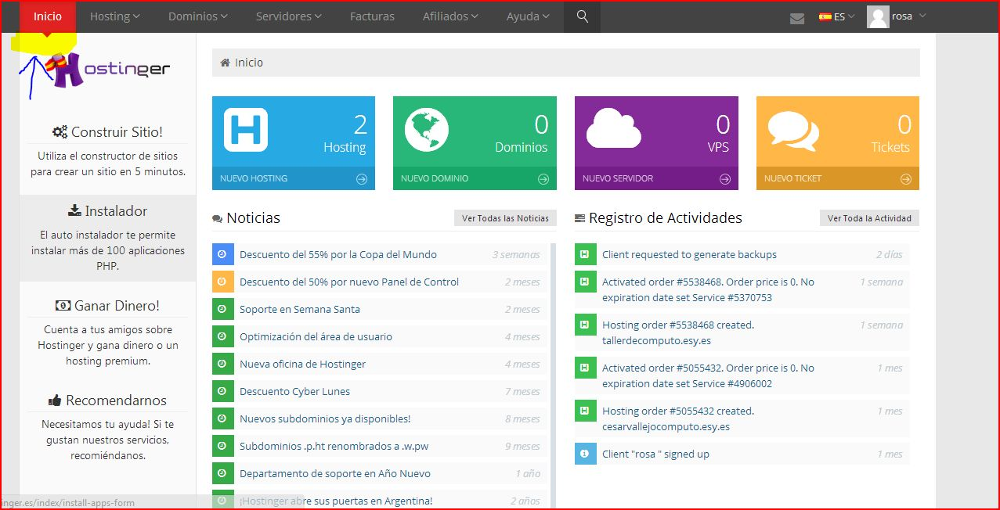 Inicio Hosting Dominios Servidores Facturas Afiliados Ayuda ES rosa
Hostinger
Construir Sitio!
Utiliza el constructor de sitios
para crear un sitio en 5 minutos.
Instalador
El auto instalador te permite
instalar más de 100 aplicaciones
PHP.
Ganar Dinero!
Cuenta a tus amigos sobre
Hostinger y gana dinero o un
hosting premium.
Recomendarnos
Necesitamos tu ayuda! Si te
gustan nuestros servicios,
recomiéndanos.
Inicio
H 2
Hosting
NUEVO HOSTING
0
Dominios
NUEVO DOMINIO
0
VPS
NUEVO SERVIDOR
0
Tickets
NUEVO TICKET
Noticias Ver Todas las Noticias
Descuento del 55% por la Copa del Mundo 3 semanas
Descuento del 50% por nuevo Panel de Control 2 meses
Soporte en Semana Santa 2 meses
Optimización del área de usuario 4 meses
Nueva oficina de Hostinger 4 meses
Descuento Cyber Lunes 7 meses
Nuevos subdominios ya disponibles! 8 meses
Subdominios .p.ht renombrados a .w.pw 9 meses
Departamento de soporte en Año Nuevo 1 año
¡Hostinger abre sus puertas en Argentina! 2 años
Registro de Actividades Ver Toda la Actividad
H Client requested to generate backups 2 días
H Activated order #5538468. Order price is 0. No 1 semana
expiration date set Service #5370753
H Hosting order #5538468 created. 1 semana
tallerdecomputo.esy.es
H Activated order #5055432. Order price is 0. No 1 mes
expiration date set Service #4906002
H Hosting order #5055432 created. 1 mes
cesarvallejocomputo.esy.es
Client "rosa " signed up 1 mes
inger.es/index/install-apps-form